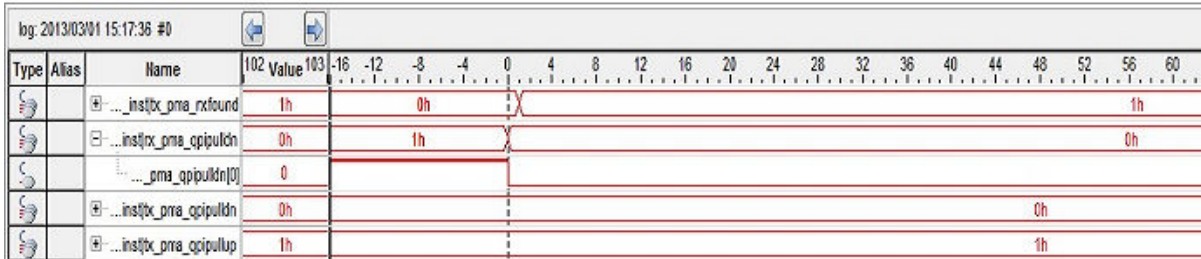 log: 2013/03/01 15:17:36 #0
Type Alias Name 102 Value 103 -16 -12 -8 -4 0 4 8 12 16 20 24 28 32 36 40 44 48 52 56 60
..._inst|tx_pma_rxfound 1h 0h 1h
...inst|rx_pma_qpipulldn 0h 1h 0h
..._pma_qpipulldn[0] 0
...inst|tx_pma_qpipulldn 0h 0h
...inst|tx_pma_qpipullup 1h 1h